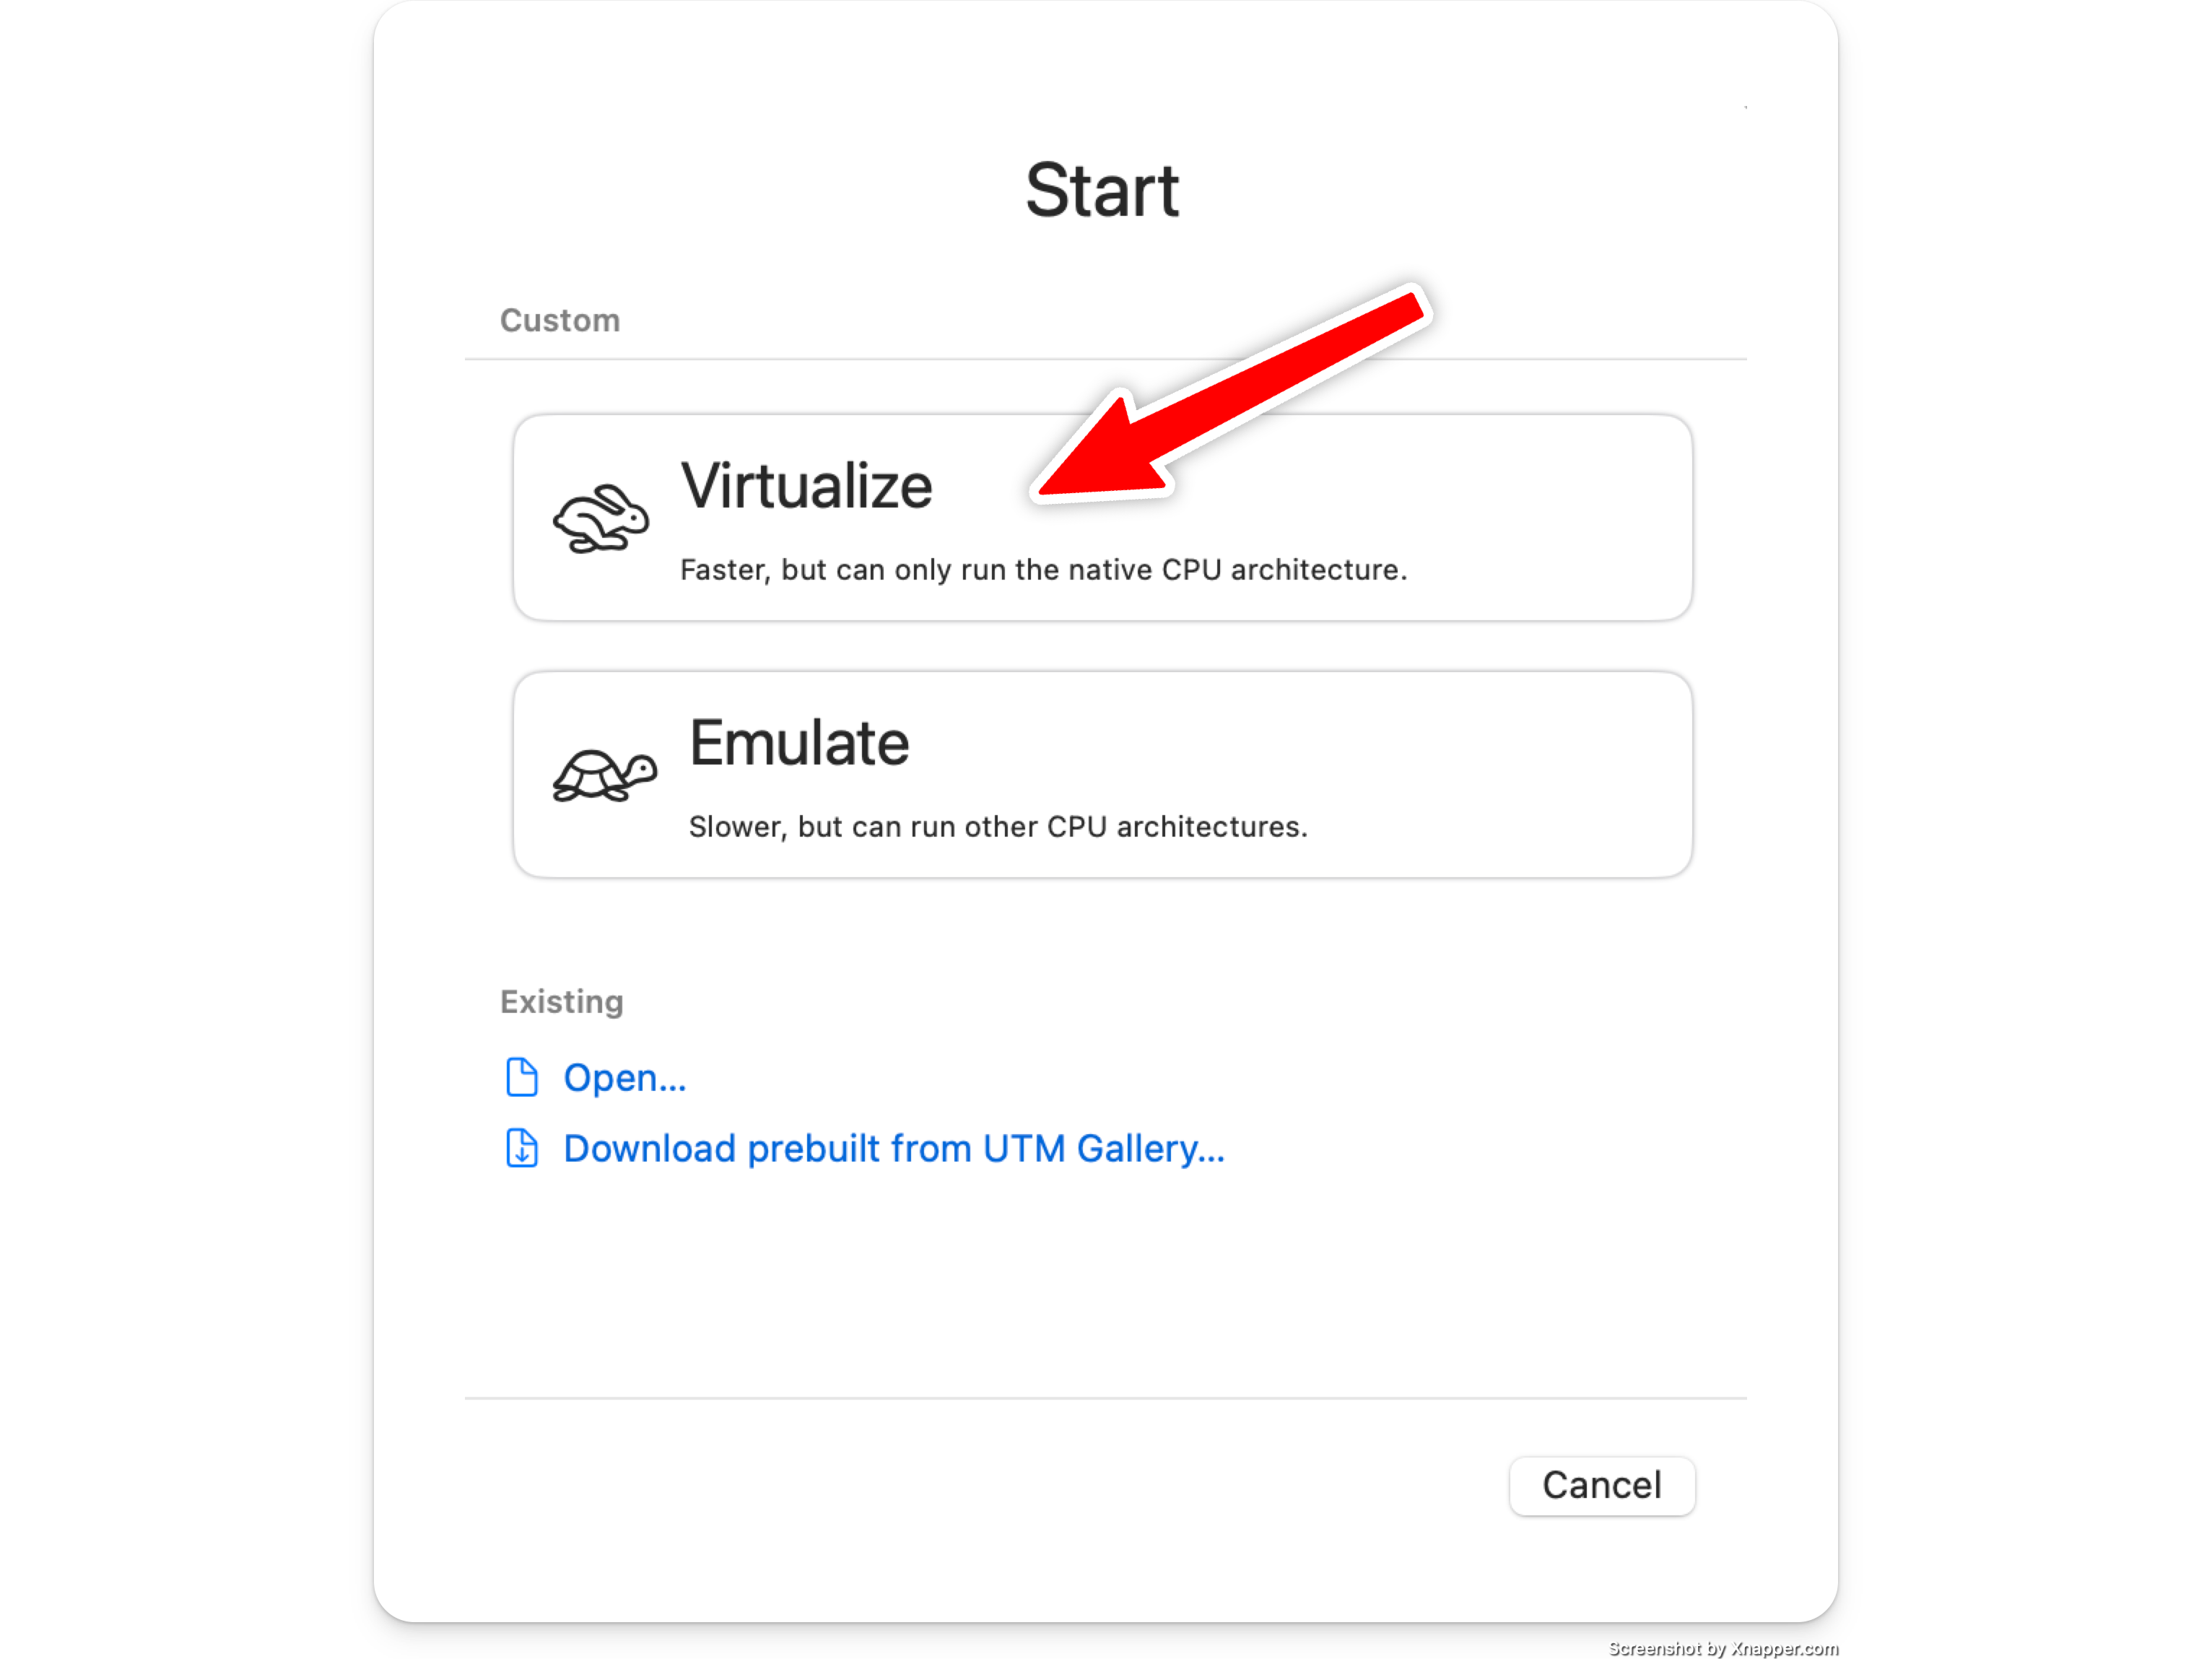 Start
Custom
Virtualize
Faster, but can only run the native CPU architecture.
Emulate
Slower, but can run other CPU architectures.
Existing
Open...
Download prebuilt from UTM Gallery...
Cancel
Screenshot by Xnapper.com